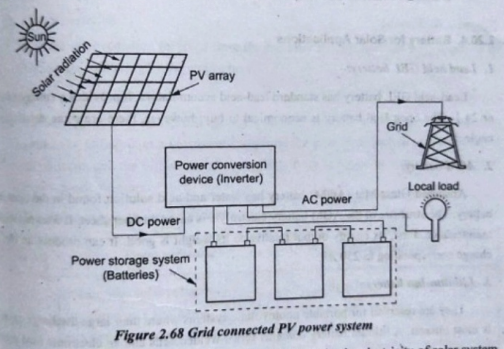 Sun
Solar radiation
PV array
Grid
Power conversion
device (Inverter)
AC power
Local load
DC power
Power storage system
(Batteries)
Figure 2.68 Grid connected PV power system